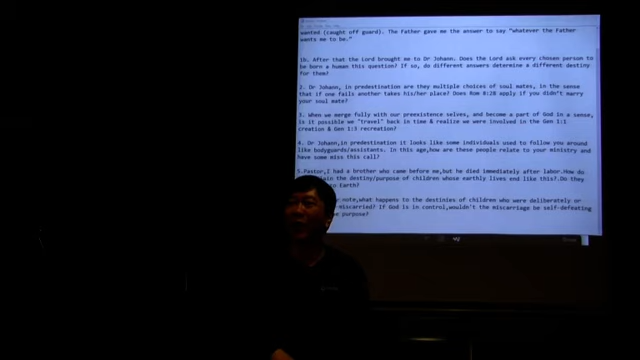 wanted (caught off guard). The Father gave me the answer to say "whatever the Father
wants me to be."
1b. After that the Lord brought me to Dr Johann. Does the Lord ask every chosen person to
be born a human this question? If so, do different answers determine a different destiny
for them?
2. Dr Johann, in predestination are they multiple choices of soul mates, in the sense
that if one fails another takes his/her place? Does Rom 8:28 apply if you didn't marry
your soul mate?
3. When we merge fully with our preexistence selves, and become a part of God in a sense,
is it possible we "travel" back in time & realize we were involved in the Gen 1:1
creation & Gen 1:3 recreation?
4. Dr Johann, in predestination it looks like some individuals used to follow you around
like bodyguards/assistants. In this age, how are these people relate to your ministry and
have some miss this call?
5.Pastor,I had a brother who came before me,but he died immediately after labor.How do
in the destiny/purpose of children whose earthly lives end like this?. Do they
to Earth?
note,what happens to the destinies of children who were deliberately or
miscarried? If God is in control,wouldn't the miscarriage be self-defeating
purpose?